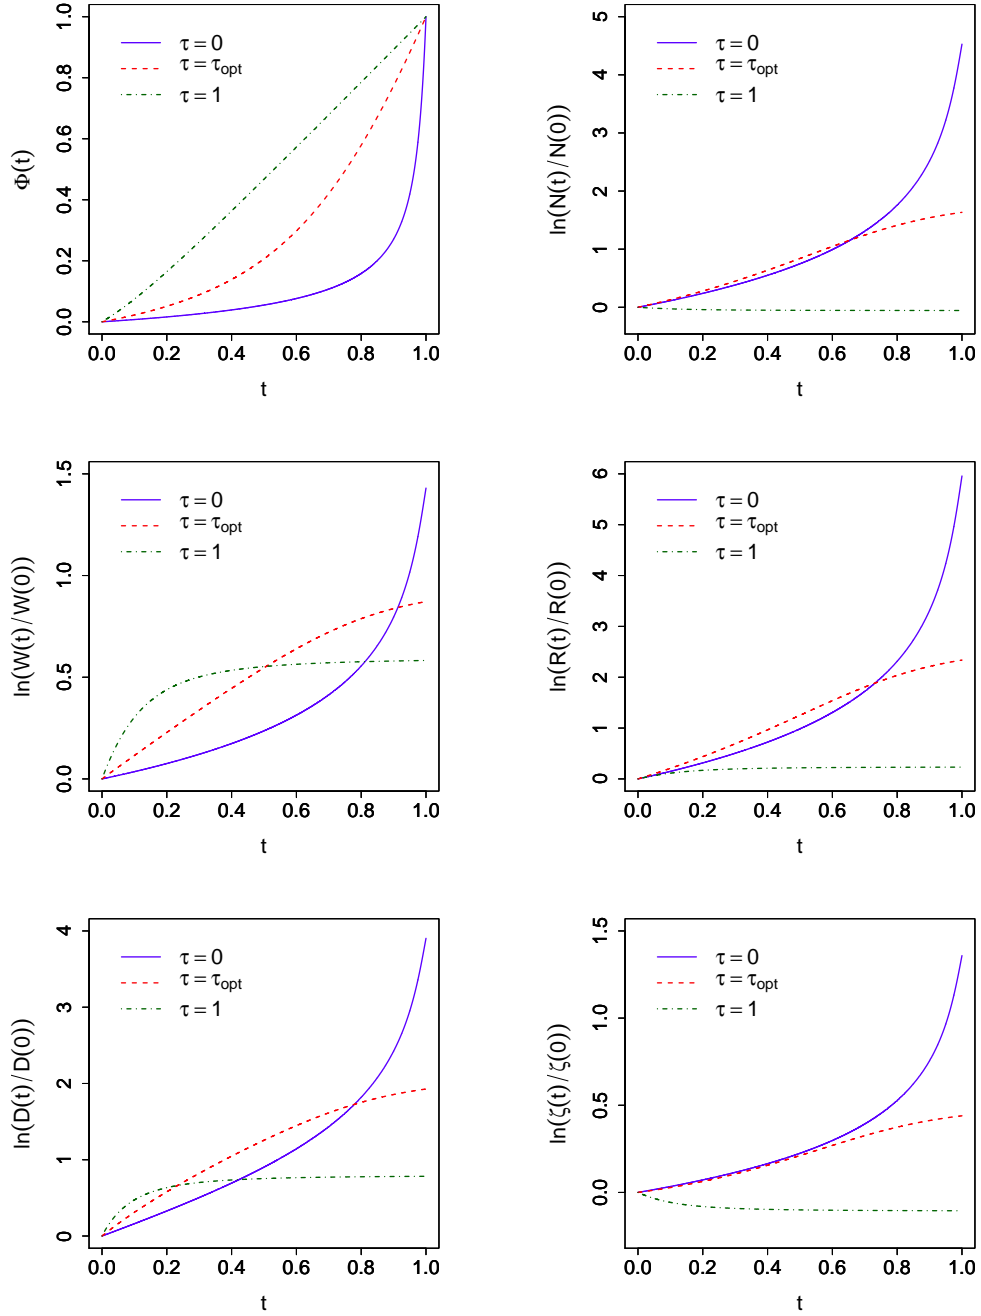 Φ(t)
0.0 0.2 0.4 0.6 0.8 1.0
τ = 0
τ = τopt
τ = 1
0.0 0.2 0.4 0.6 0.8 1.0
t
ln(N(t)/N(0))
0 1 2 3 4 5
τ = 0
τ = τopt
τ = 1
0.0 0.2 0.4 0.6 0.8 1.0
t
ln(W(t)/W(0))
0.0 0.5 1.0 1.5
τ = 0
τ = τopt
τ = 1
0.0 0.2 0.4 0.6 0.8 1.0
t
ln(R(t)/R(0))
0 1 2 3 4 5 6
τ = 0
τ = τopt
τ = 1
0.0 0.2 0.4 0.6 0.8 1.0
t
ln(D(t)/D(0))
0 1 2 3 4
τ = 0
τ = τopt
τ = 1
0.0 0.2 0.4 0.6 0.8 1.0
t
ln(ζ(t)/ζ(0))
0.0 0.5 1.0 1.5
τ = 0
τ = τopt
τ = 1
0.0 0.2 0.4 0.6 0.8 1.0
t